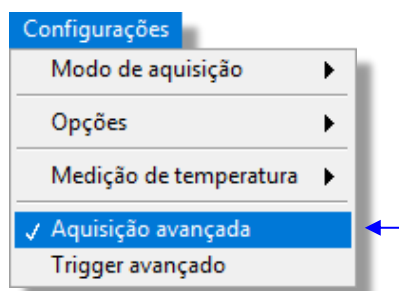 Configurações
Modo de aquisição
Opções
Medição de temperatura
Aquisição avançada
Trigger avançado